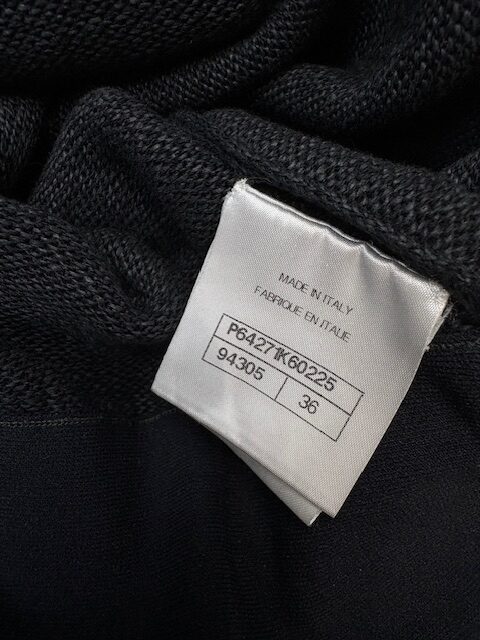 MADE IN ITALY
FABRIQUE EN ITALIE
P64271K60225
94305 36